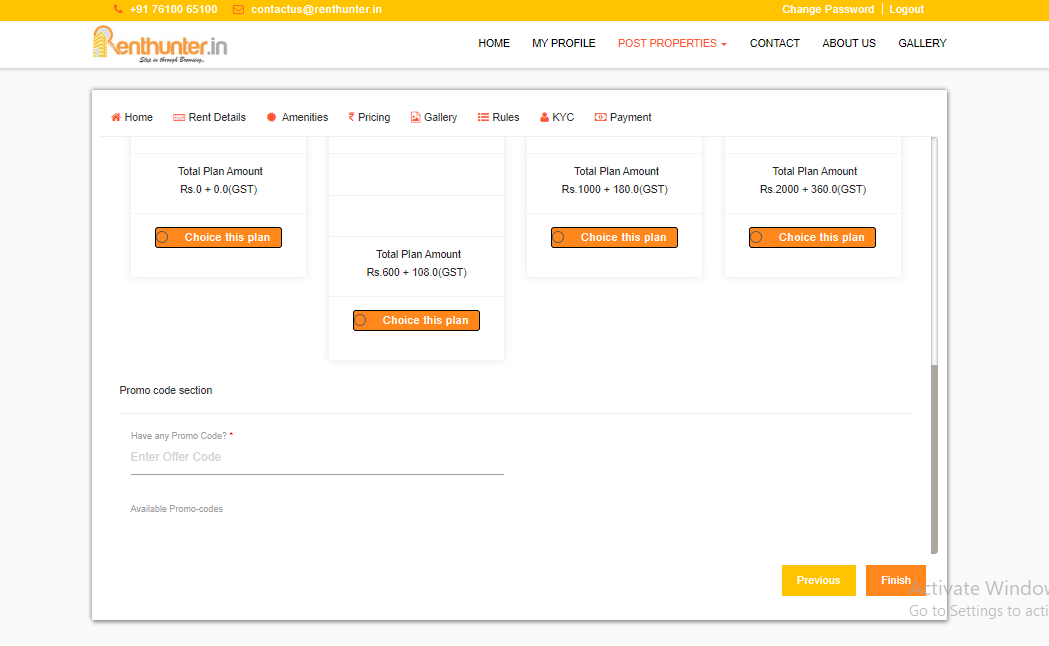 +91 76100 65100 contactus@renthunter.in Change Password | Logout
Renthunter.in
Step in through Browsing..
HOME MY PROFILE POST PROPERTIES CONTACT ABOUT US GALLERY
Home Rent Details Amenities ₹ Pricing Gallery Rules KYC Payment
Total Plan Amount
Rs.0 + 0.0(GST)
Choice this plan
Total Plan Amount
Rs.600 + 108.0(GST)
Choice this plan
Total Plan Amount
Rs.1000 + 180.0(GST)
Choice this plan
Total Plan Amount
Rs.2000 + 360.0(GST)
Choice this plan
Promo code section
Have any Promo Code? *
Enter Offer Code
Available Promo-codes
Previous Finish
Activate Window
Go to Settings to acti